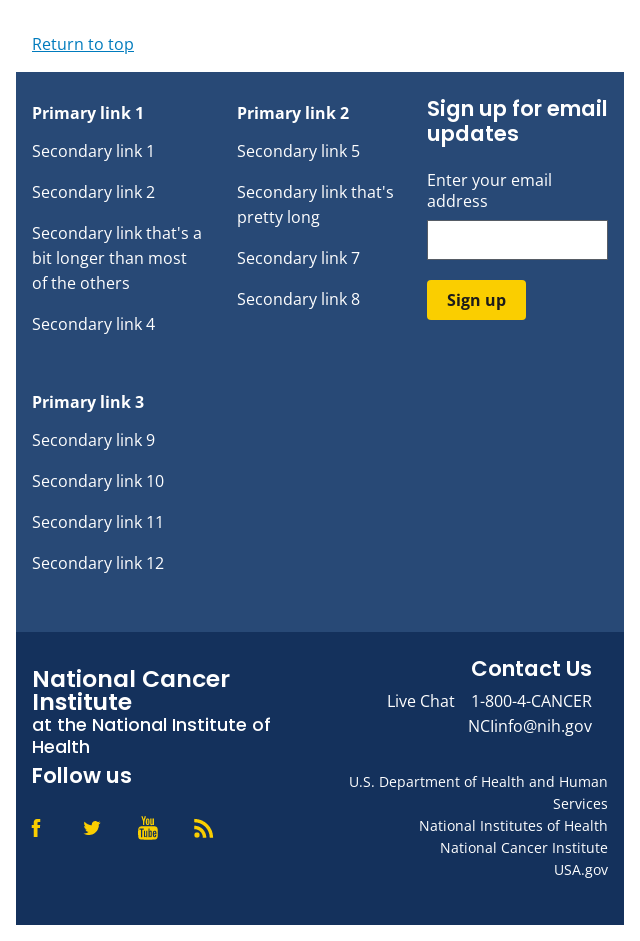 Return to top
Primary link 1
Secondary link 1
Secondary link 2
Secondary link that's a
bit longer than most
of the others
Secondary link 4
Primary link 2
Secondary link 5
Secondary link that's
pretty long
Secondary link 7
Secondary link 8
Sign up for email
updates
Enter your email
address
Sign up
Primary link 3
Secondary link 9
Secondary link 10
Secondary link 11
Secondary link 12
National Cancer
Institute
at the National Institute of
Health
Follow us
You
Tube
Contact Us
Live Chat 1-800-4-CANCER
NCIinfo@nih.gov
U.S. Department of Health and Human
Services
National Institutes of Health
National Cancer Institute
USA.gov